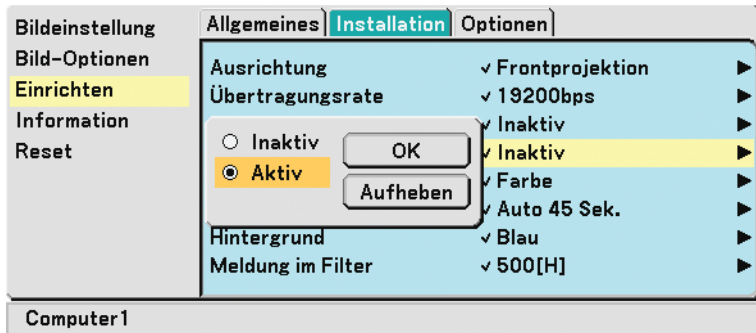 Bildeinstellung
Bild-Optionen
Einrichten
Information
Reset
Allgemeines Installation Optionen
Ausrichtung ✓ Frontprojektion ▶
Übertragungsrate ✓ 19200bps ▶
✓ Inaktiv ▶
✓ Inaktiv ▶
✓ Farbe ▶
✓ Auto 45 Sek. ▶
Hintergrund ✓ Blau ▶
Meldung im Filter ✓ 500[H] ▶
Inaktiv
Aktiv
OK
Aufheben
Computer1